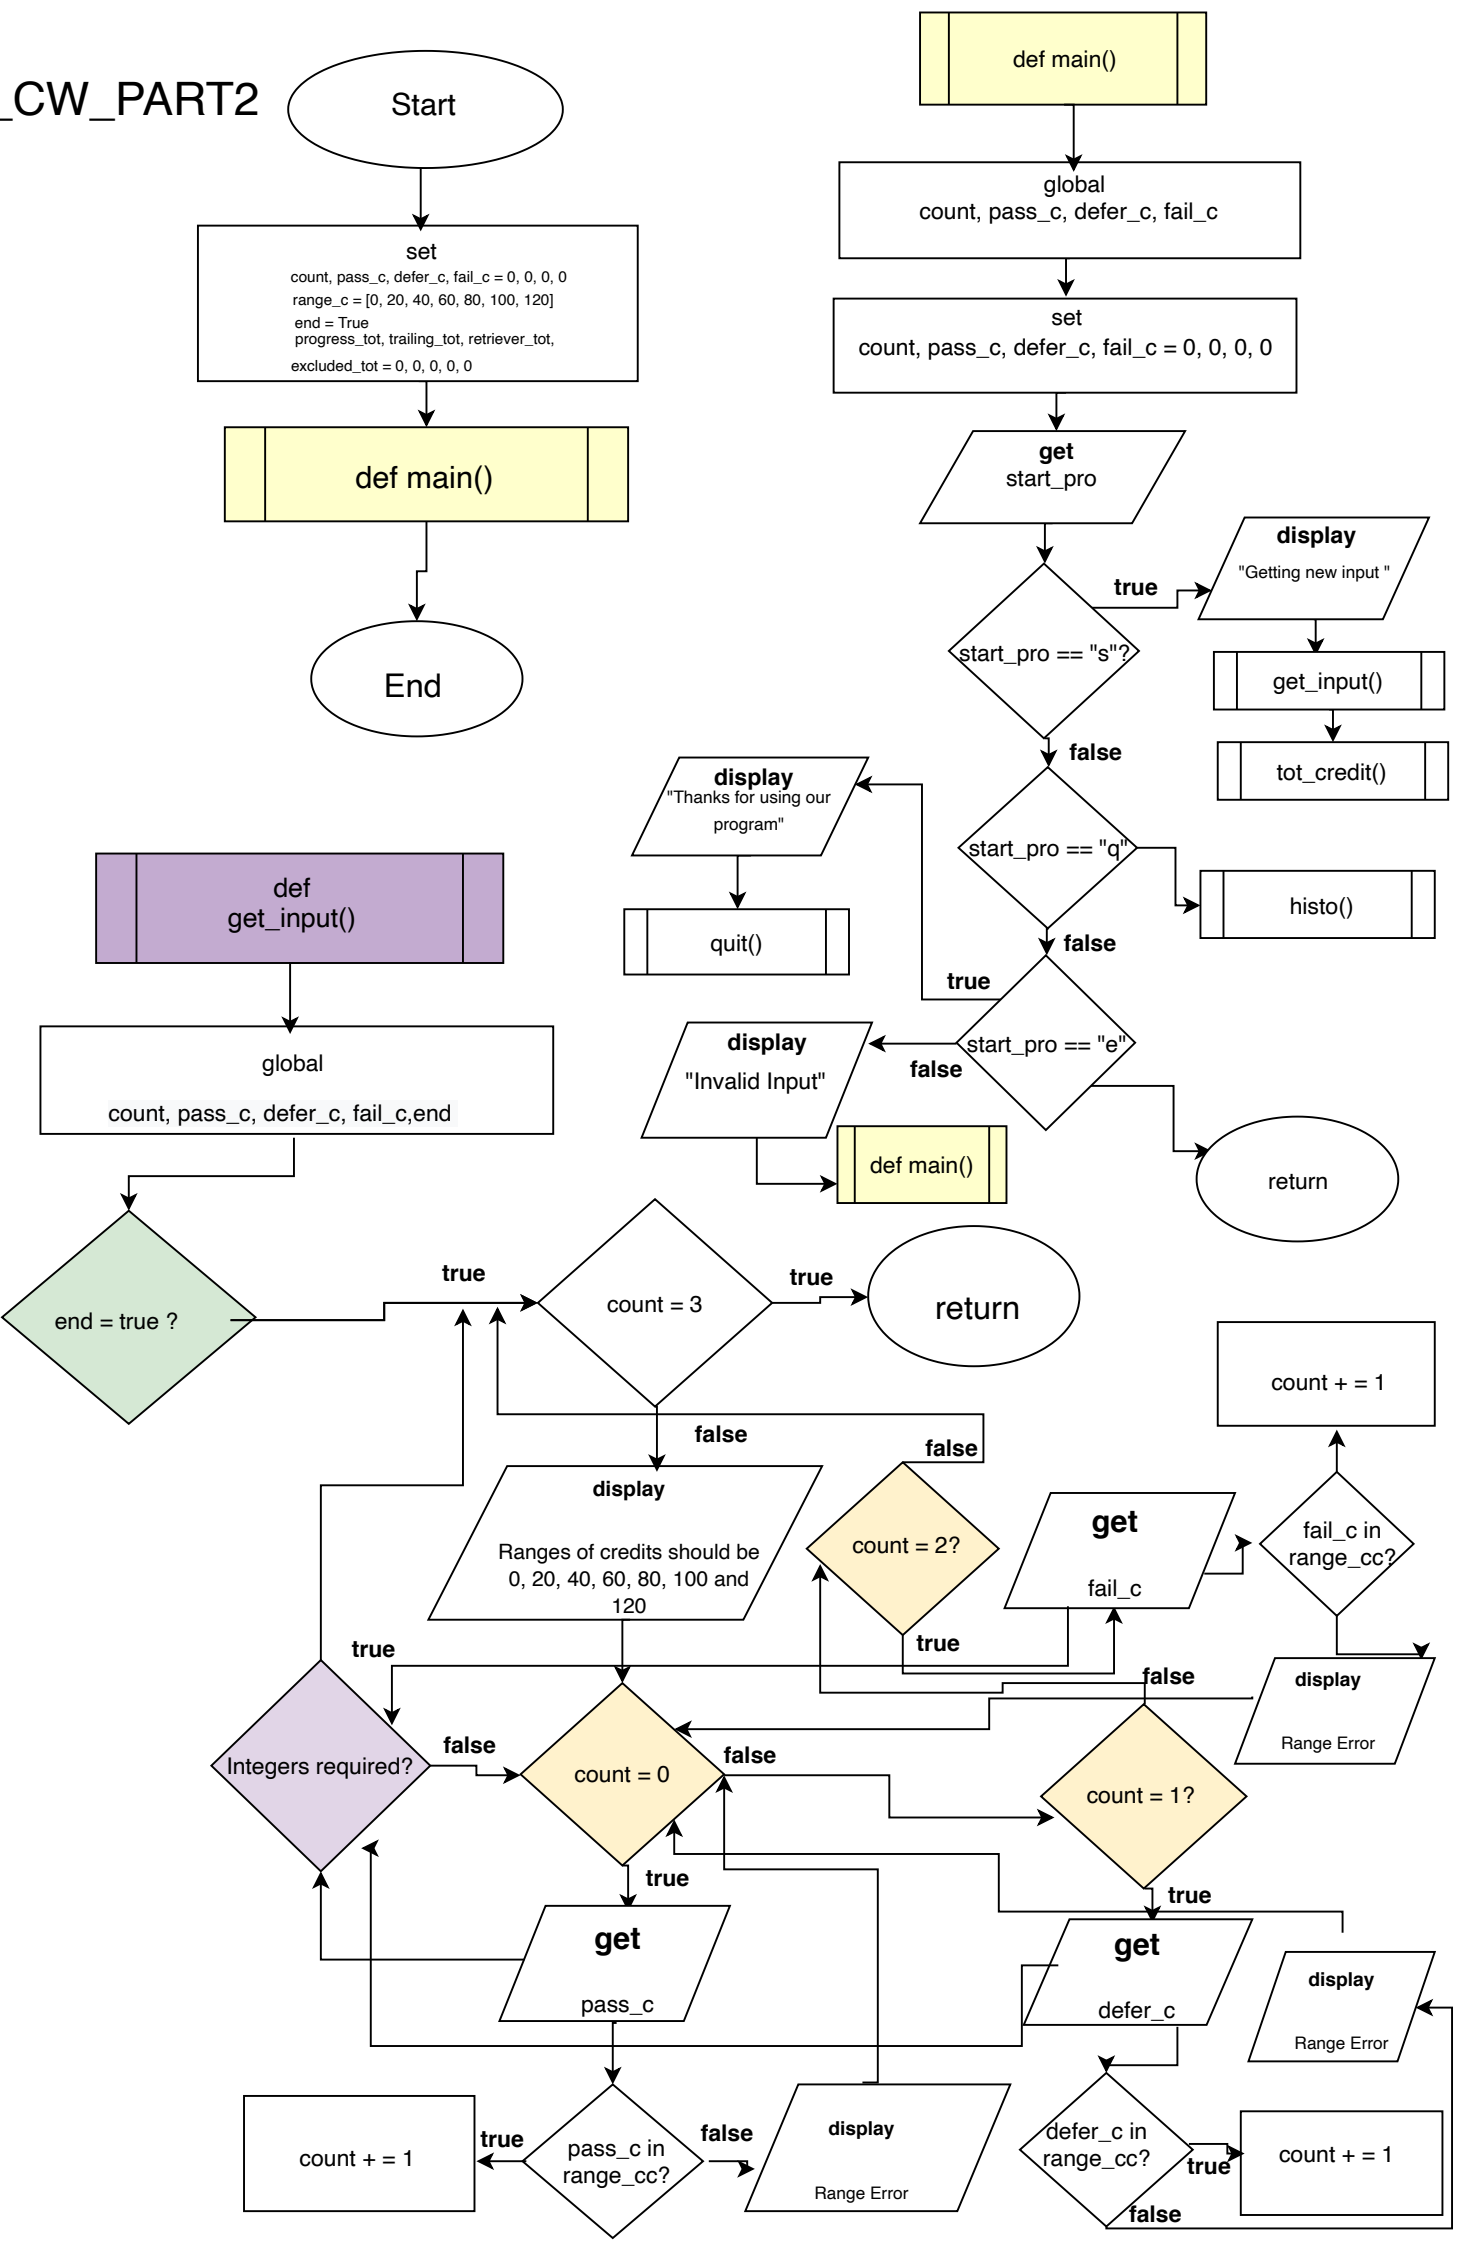 _CW_PART2
Start
set
count, pass_c, defer_c, fail_c = 0, 0, 0, 0
range_c = [0, 20, 40, 60, 80, 100, 120]
end = True
progress_tot, trailing_tot, retriever_tot,
excluded_tot = 0, 0, 0, 0, 0
def main()
End
def main()
global
count, pass_c, defer_c, fail_c
set
count, pass_c, defer_c, fail_c = 0, 0, 0, 0
get
start_pro
start_pro == "s"?
true
display
"Getting new input "
get_input()
tot_credit()
false
start_pro == "q"
histo()
false
start_pro == "e"
true
display
"Thanks for using our
program"
quit()
false
display
"Invalid Input"
def main()
return
def
get_input()
global
count, pass_c, defer_c, fail_c,end
end = true ?
true
count = 3
true
return
false
display
Ranges of credits should be
0, 20, 40, 60, 80, 100 and
120
false
count = 2?
true
get
fail_c
fail_c in
range_cc?
count + = 1
display
Range Error
true
Integers required?
false
count = 0
false
count = 1?
false
true
get
pass_c
true
get
defer_c
display
Range Error
count + = 1
true
pass_c in
range_cc?
false
display
Range Error
defer_c in
range_cc?
true
count + = 1
false